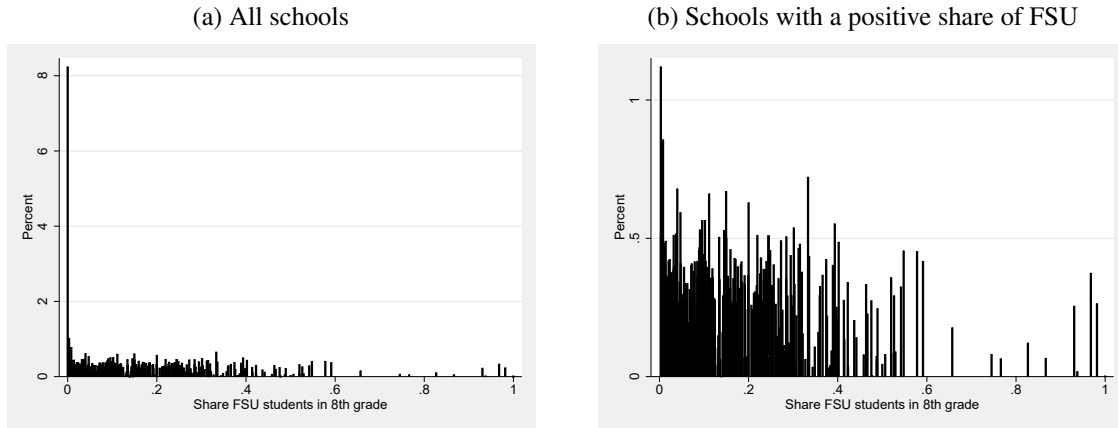 (a) All schools
(b) Schools with a positive share of FSU
Percent
8
6
4
2
0
0 .2 .4 .6 .8 1
Share FSU students in 8th grade
Percent
1
.5
0
0 .2 .4 .6 .8 1
Share FSU students in 8th grade